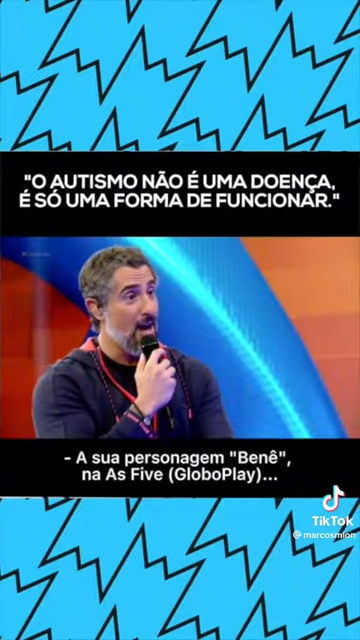 "O AUTISMO NÃO É UMA DOENÇA,
É SÓ UMA FORMA DE FUNCIONAR."
- A sua personagem "Benê",
na As Five (GloboPlay)...
TikTok
@marcosmion